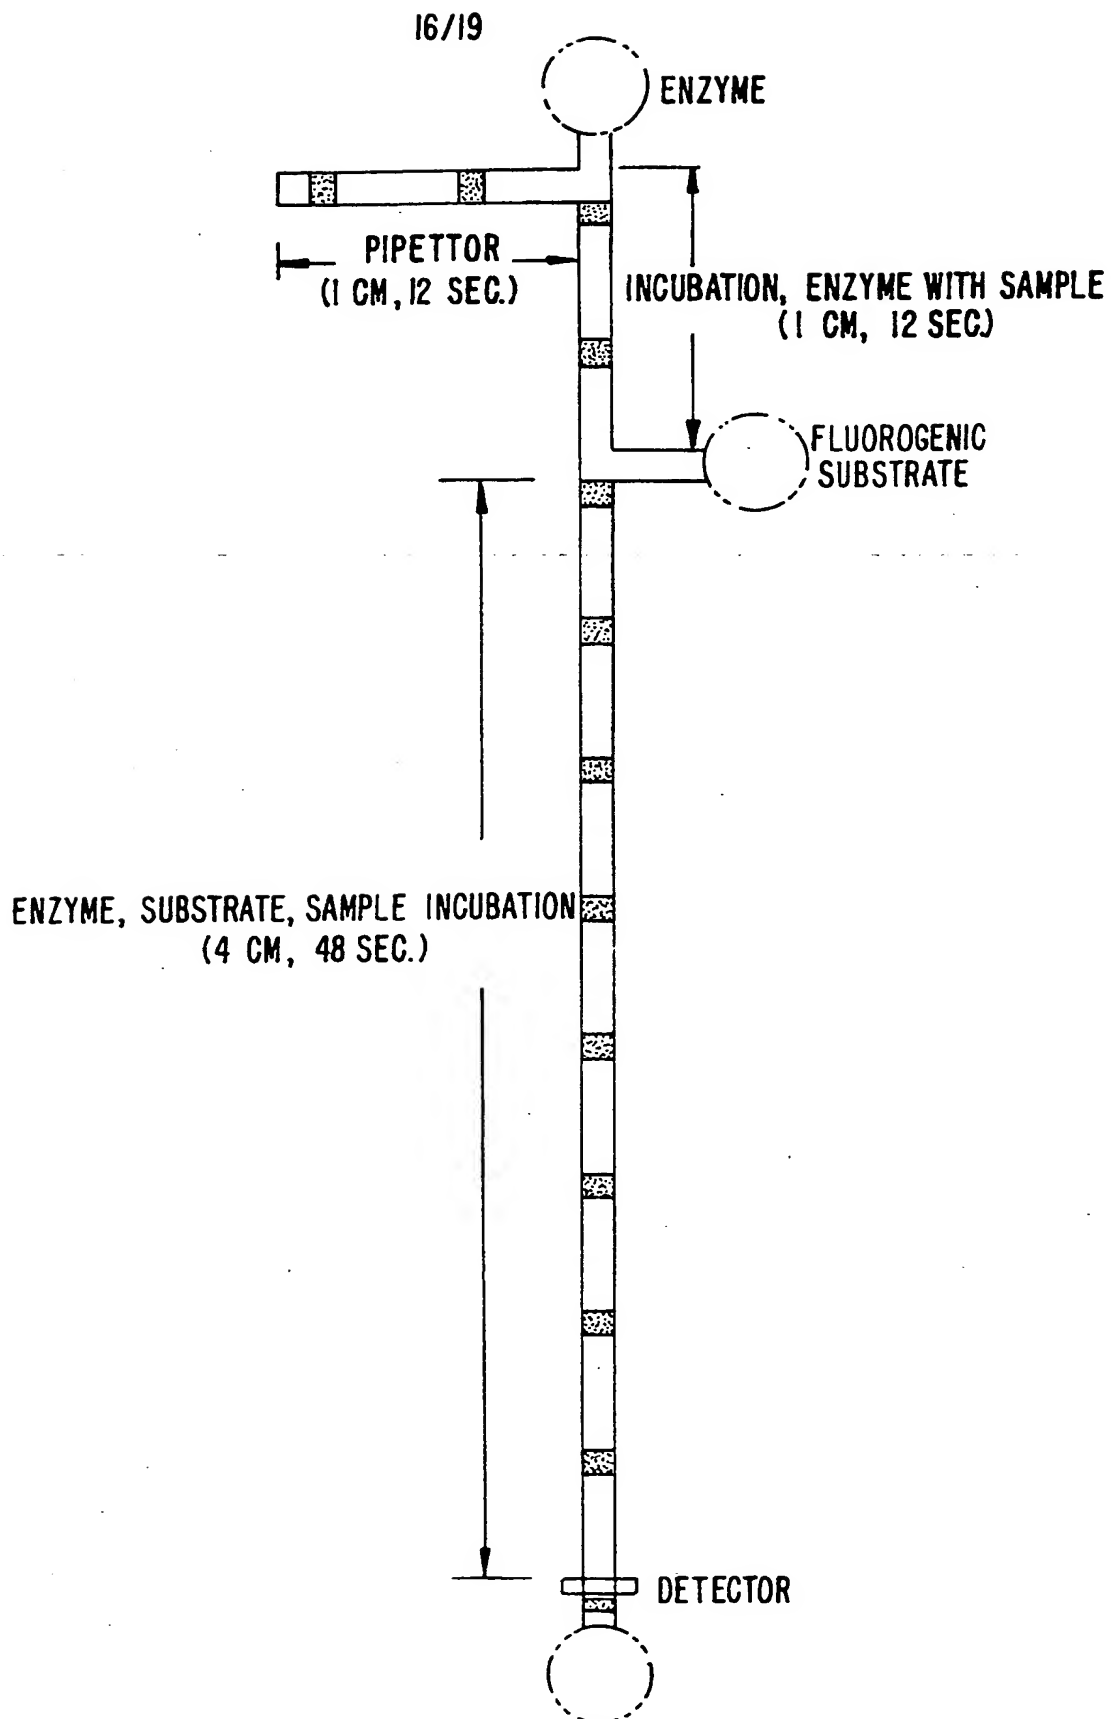 16/19
ENZYME
PIPETTOR
(1 CM, 12 SEC.)
INCUBATION, ENZYME WITH SAMPLE
(1 CM, 12 SEC.)
FLUOROGENIC
SUBSTRATE
ENZYME, SUBSTRATE, SAMPLE INCUBATION
(4 CM, 48 SEC.)
DETECTOR